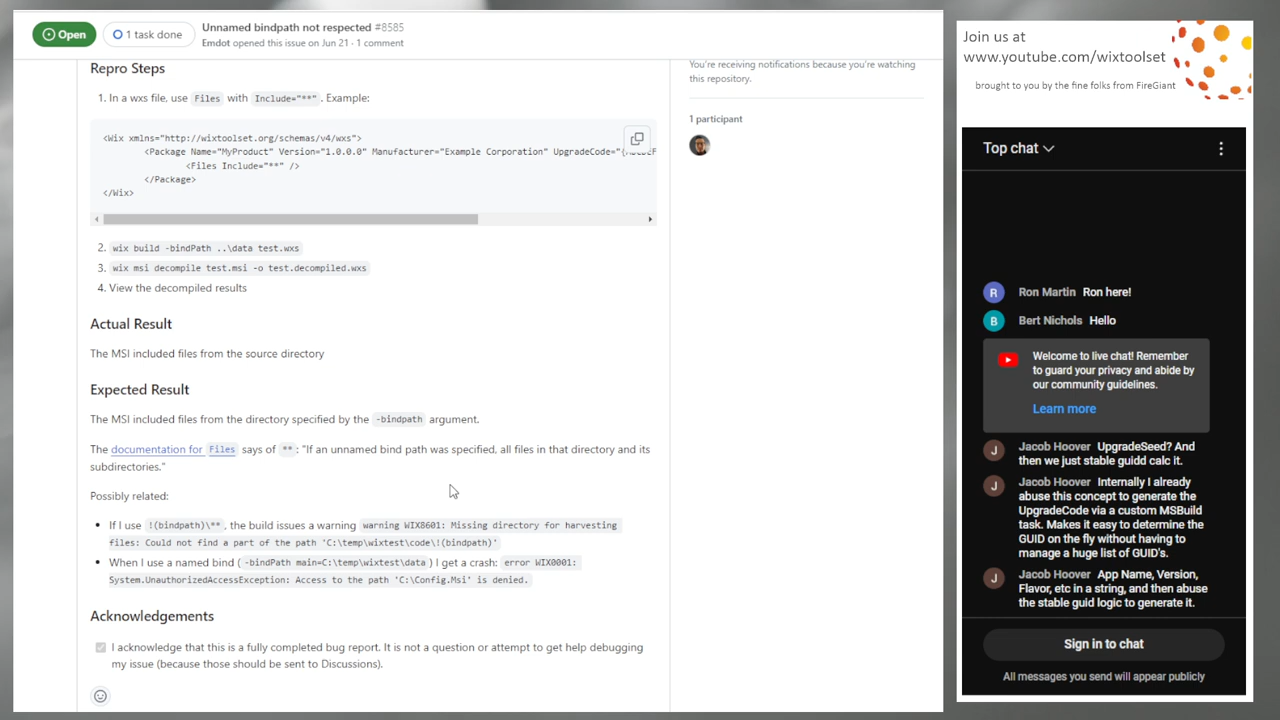 Open
1 task done
Unnamed bindpath not respected #8585
Emdot opened this issue on Jun 21 · 1 comment
Repro Steps
1. In a wxs file, use Files with Include="**". Example:
<Wix xmlns="http://wixtoolset.org/schemas/v4/wxs">
<Package Name="MyProduct" Version="1.0.0.0" Manufacturer="Example Corporation" UpgradeCode="
<Files Include="**" />
</Package>
</Wix>
2. wix build -bindPath ..\data test.wxs
3. wix msi decompile test.msi -o test.decompiled.wxs
4. View the decompiled results
Actual Result
The MSI included files from the source directory
Expected Result
The MSI included files from the directory specified by the -bindpath argument.
The documentation for Files says of **: "If an unnamed bind path was specified, all files in that directory and its
subdirectories."
Possibly related:
• If I use !(bindpath)\**, the build issues a warning warning WIX8601: Missing directory for harvesting
files: Could not find a part of the path 'C:\temp\wixtest\code\!(bindpath)'
• When I use a named bind (-bindPath main=C:\temp\wixtest\data) I get a crash: error WIX0001:
System.UnauthorizedAccessException: Access to the path 'C:\Config.Msi' is denied.
Acknowledgements
I acknowledge that this is a fully completed bug report. It is not a question or attempt to get help debugging
my issue (because those should be sent to Discussions).
You're receiving notifications because you're watching
this repository.
1 participant
Join us at
www.youtube.com/wixtoolset
brought to you by the fine folks from FireGiant
Top chat
R Ron Martin Ron here!
B Bert Nichols Hello
Welcome to live chat! Remember
to guard your privacy and abide by
our community guidelines.
Learn more
J Jacob Hoover UpgradeSeed? And
then we just stable guidd calc it.
J Jacob Hoover Internally I already
abuse this concept to generate the
UpgradeCode via a custom MSBuild
task. Makes it easy to determine the
GUID on the fly without having to
manage a huge list of GUID's.
J Jacob Hoover App Name, Version,
Flavor, etc in a string, and then abuse
the stable guid logic to generate it.
Sign in to chat
All messages you send will appear publicly